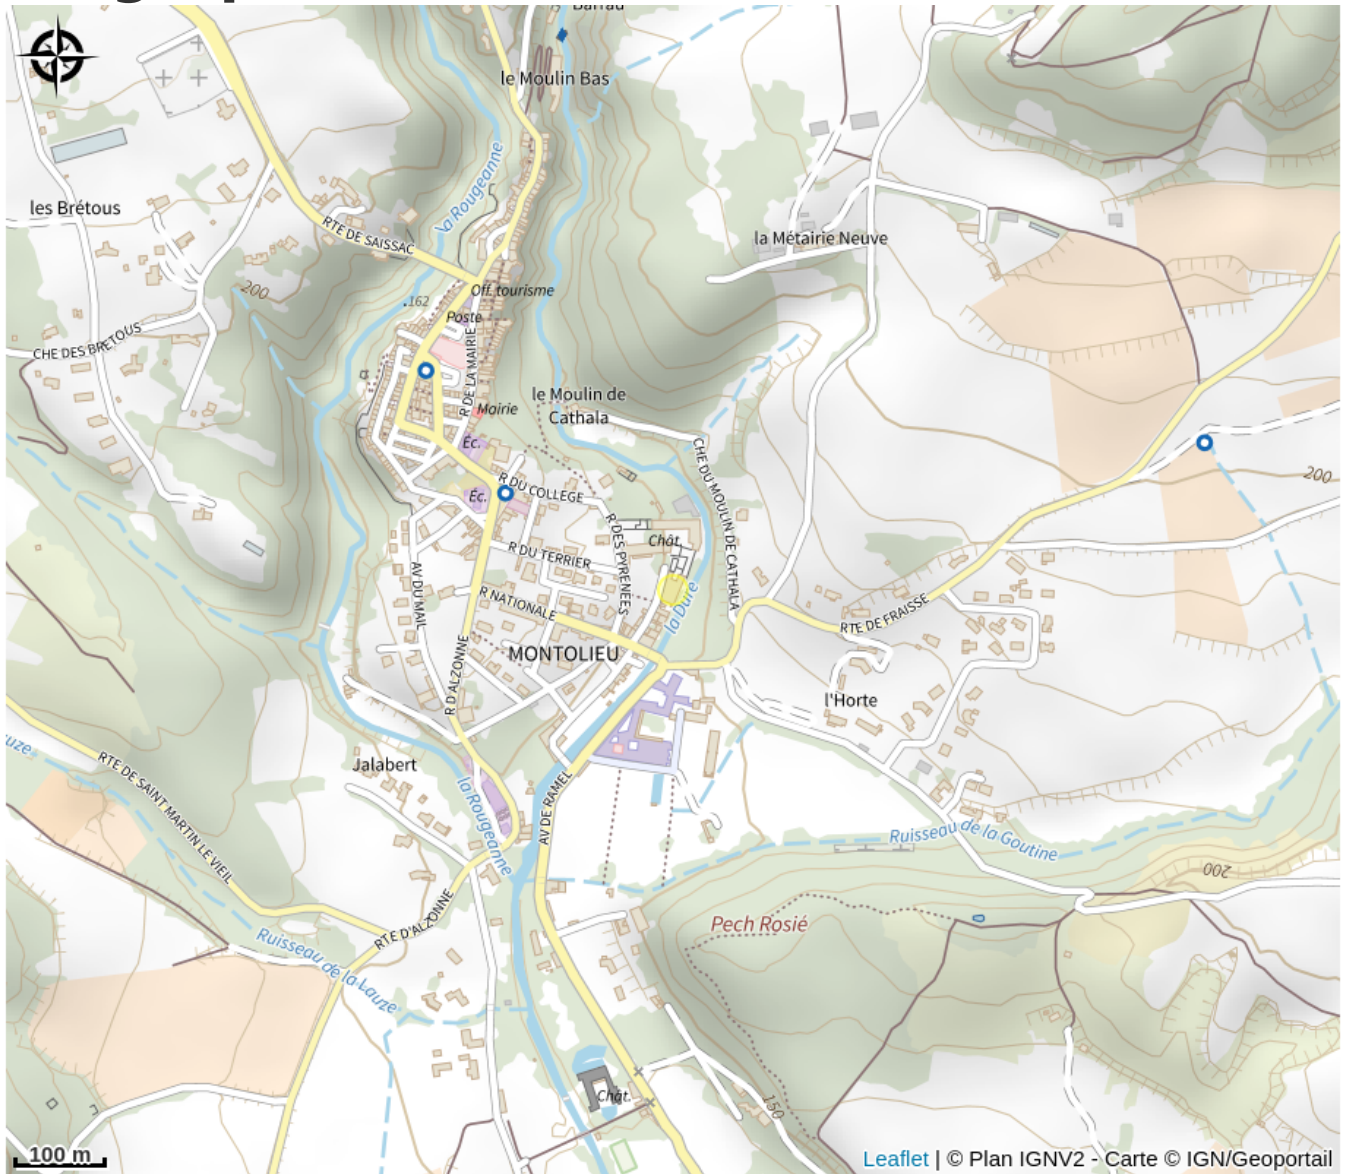 Barrau
le Moulin Bas
la Rougeanne
les Brétous
RTE DE SAISSAC
la Métairie Neuve
200
.162
Off. tourisme
Poste
CHE DES BRETOUS
R DE LA MAIRIE
le Moulin de
Cathala
Mairie
Éc.
CHE DU MOULIN DE CATHALA
200
R DU COLLEGE
Éc.
R DES PYRENEES
Chât.
R DU TERRIER
AV DU MAIL
R NATIONALE
la Dure
RTE DE FRAISSE
MONTOLIEU
R D'ALZONNE
l'Horte
RTE DE SAINT MARTIN LE VIEIL
Jalabert
la Rougeanne
AV DE RAMEL
Ruisseau de la Goutine
200
Pech Rosié
RTE D'ALZONNE
Ruisseau de la Lauze
Chât.
150
100 m
Leaflet | © Plan IGNV2 - Carte © IGN/Geoportail